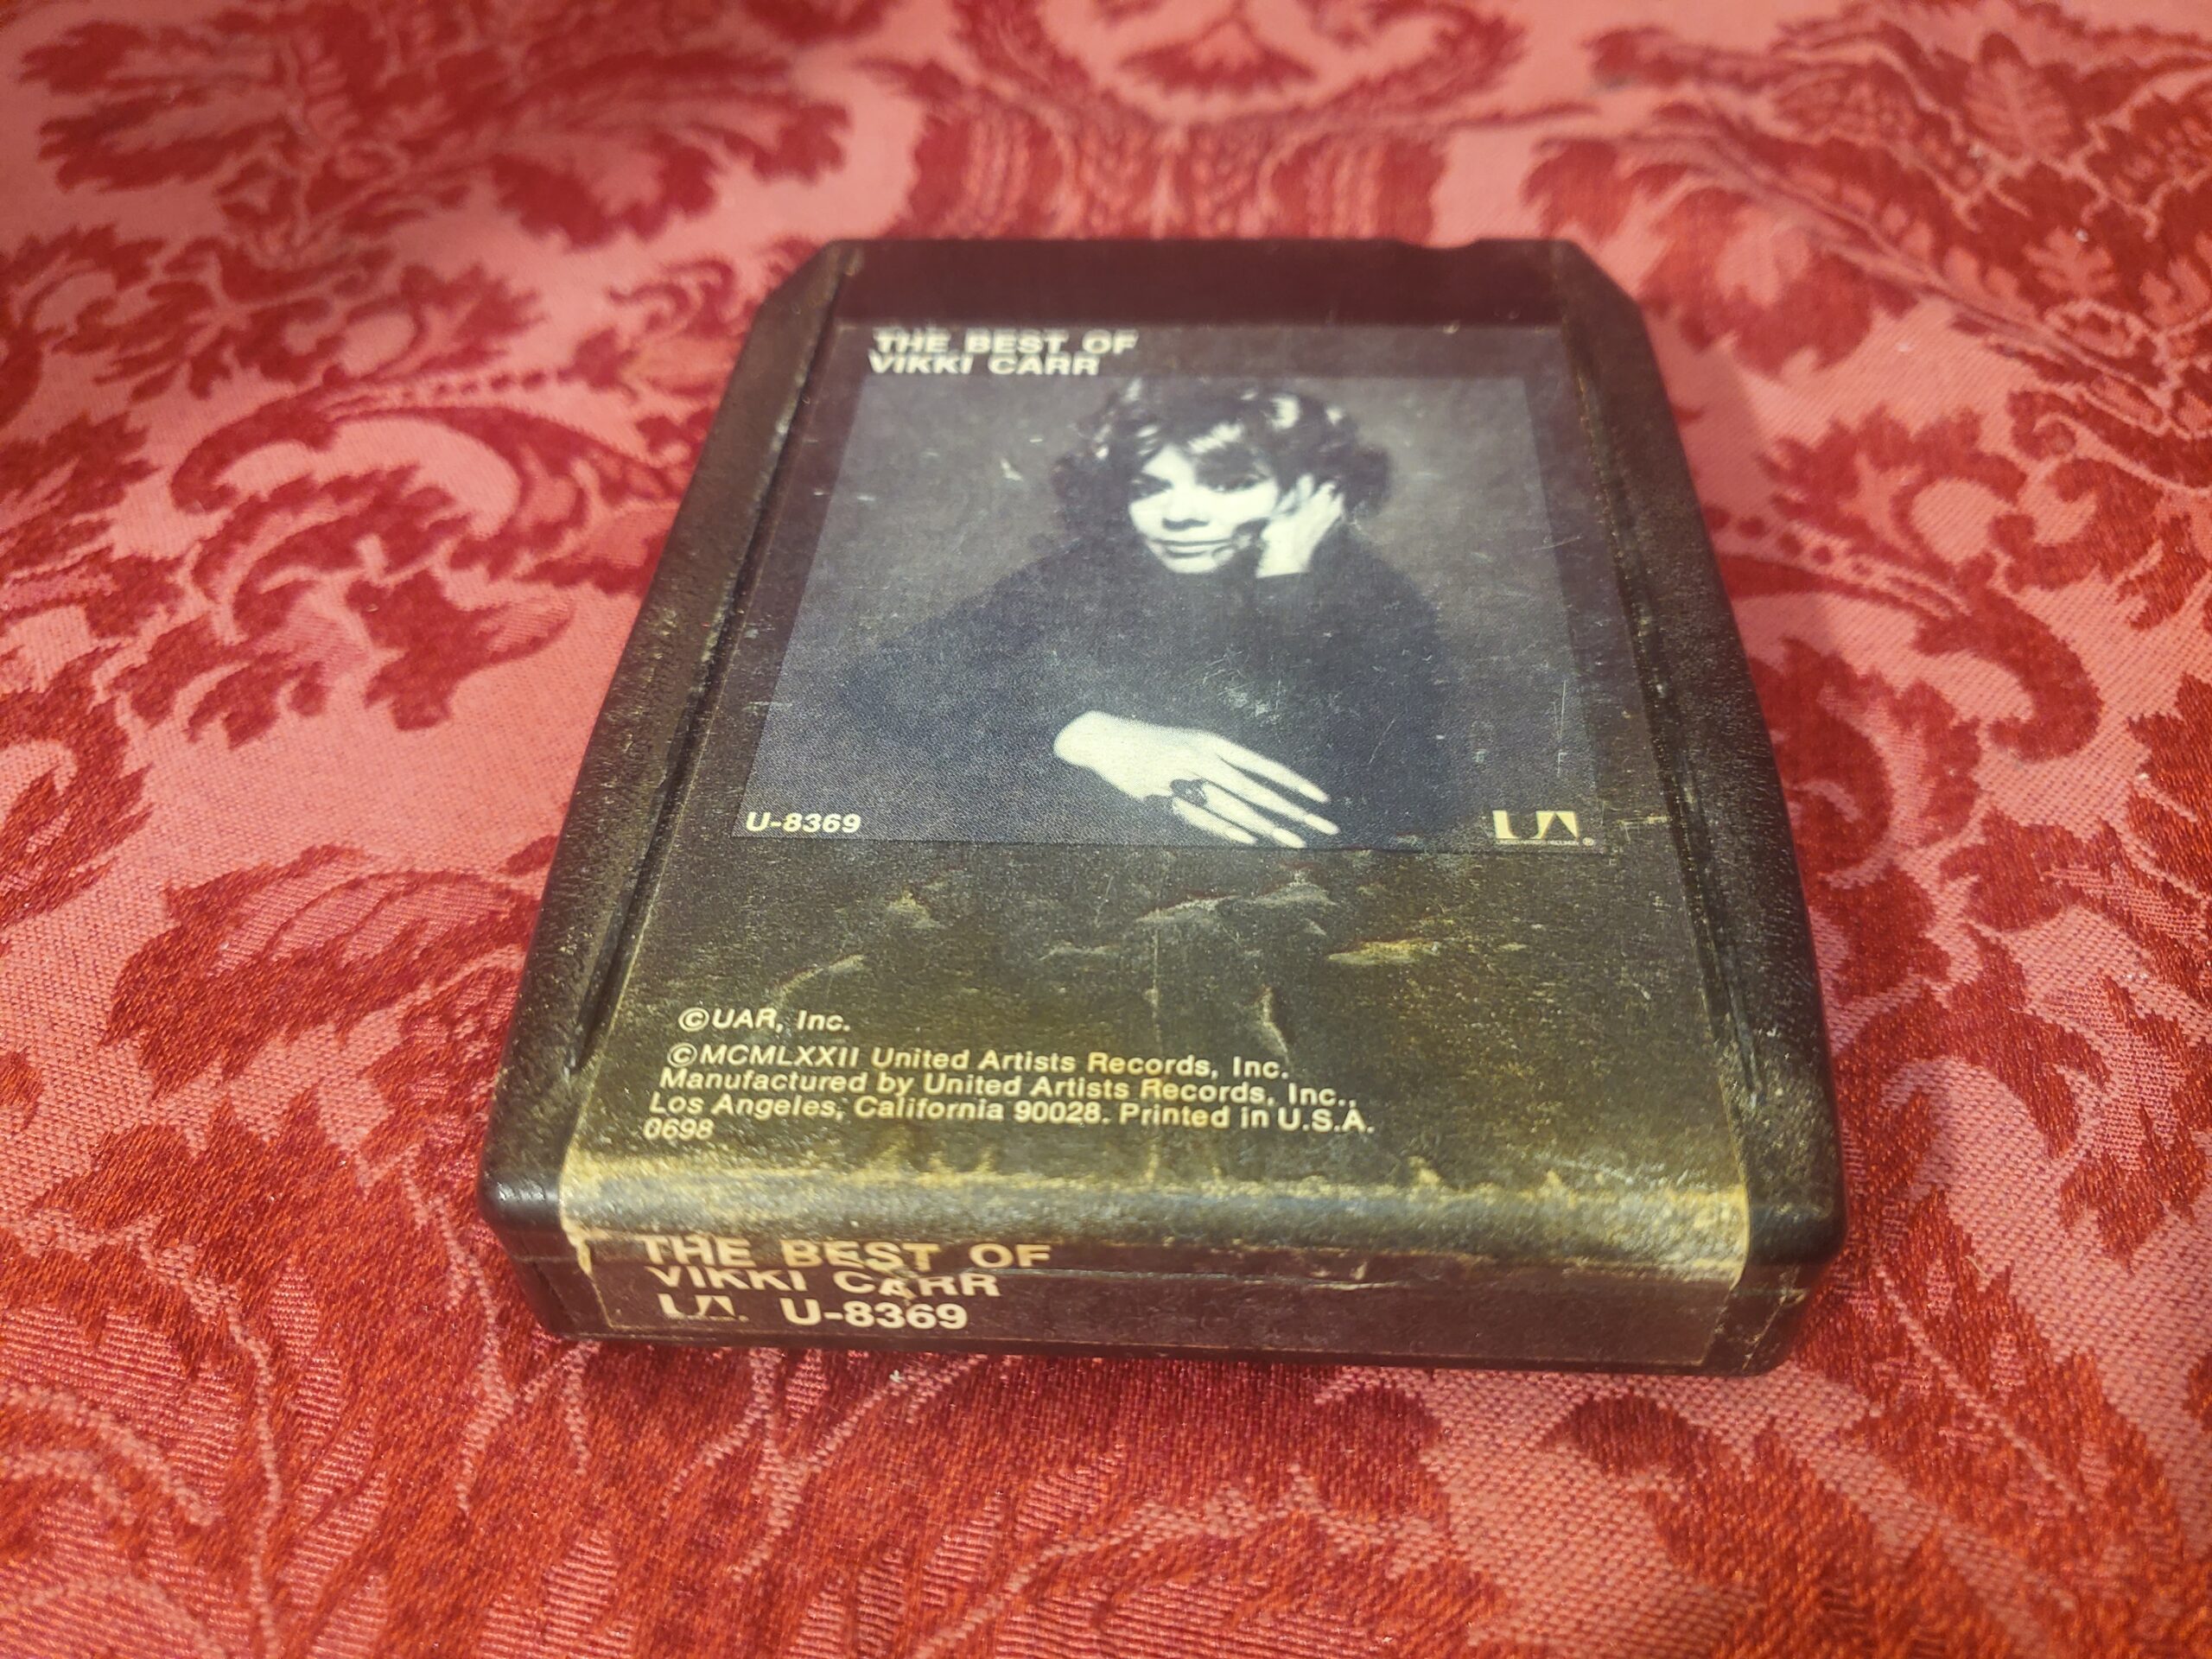 THE BEST OF
VIKKI CARR
U-8369
UA
®
©UAR, Inc.
©MCMLXXII United Artists Records, Inc.
Manufactured by United Artists Records, Inc.,
Los Angeles, California 90028. Printed in U.S.A.
0698
THE BEST OF
VIKKI CARR
UA. U-8369